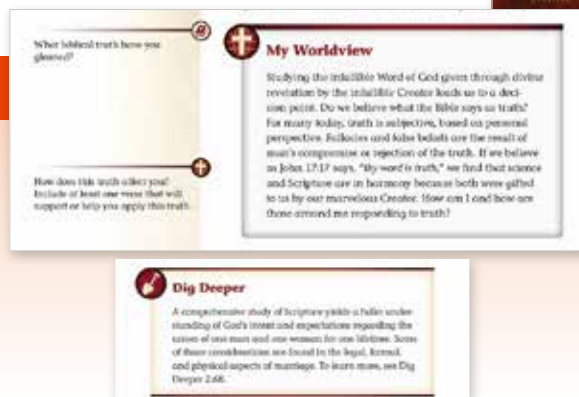 What biblical truth have you
gleaned?
How does this truth affect you?
Include at least one verse that will
support or help you apply this truth.
My Worldview
Studying the infallible Word of God given through divine
revelation by the infallible Creator leads us to a deci-
sion point. Do we believe what the Bible says as truth?
For many today, truth is subjective, based on personal
perspective. Fallacies and false beliefs are the result of
man's compromise or rejection of the truth. If we believe
as John 17:17 says, "thy word is truth," we find that science
and Scripture are in harmony because both were gifted
to us by our marvelous Creator. How am I and how are
those around me responding to truth?
Dig Deeper
A comprehensive study of Scripture yields a fuller under-
standing of God's intent and expectations regarding the
union of one man and one woman for one lifetime. Some
of those considerations are found in the legal, formal,
and physical aspects of marriage. To learn more, see Dig
Deeper 2.68.